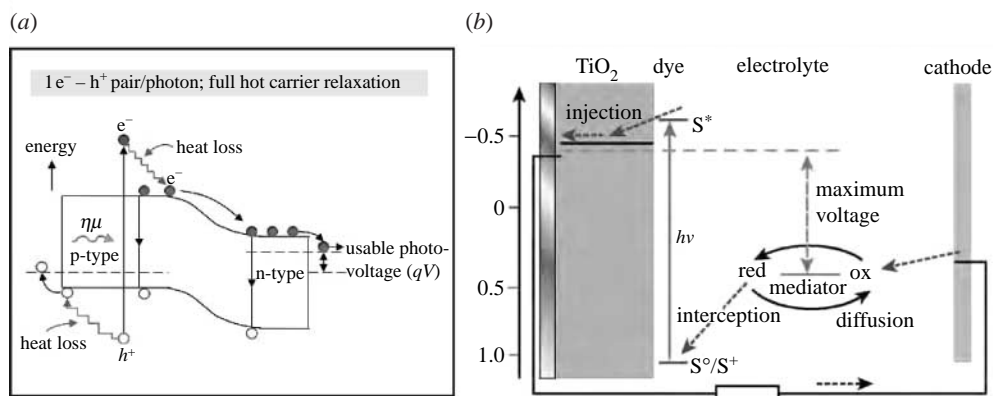 (a)
1 e⁻ – h⁺ pair/photon; full hot carrier relaxation
e⁻
energy
heat loss
e⁻
ημ
p-type
n-type
usable photo-
voltage (qV)
heat loss
h⁺
(b)
TiO₂ dye electrolyte cathode
injection
S*
–0.5
maximum
voltage
0
hν
red ox
mediator
0.5
interception diffusion
1.0
S°/S⁺